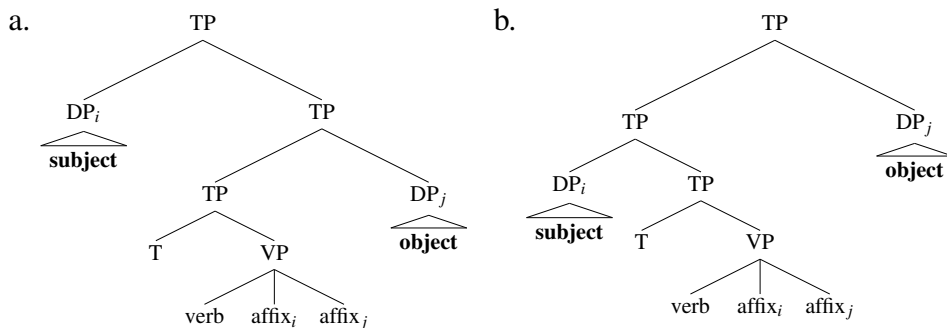 a.
TP
DPᵢ TP
subject
TP DPⱼ
object
T VP
verb affixᵢ affixⱼ
b.
TP
TP DPⱼ
object
DPᵢ TP
subject
T VP
verb affixᵢ affixⱼ